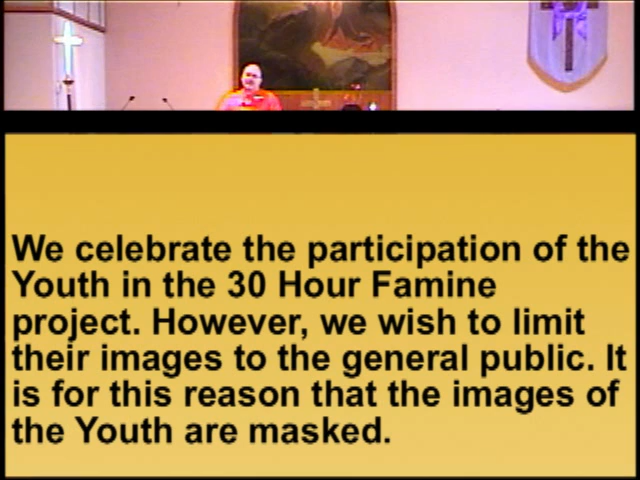 We celebrate the participation of the
Youth in the 30 Hour Famine
project. However, we wish to limit
their images to the general public. It
is for this reason that the images of
the Youth are masked.